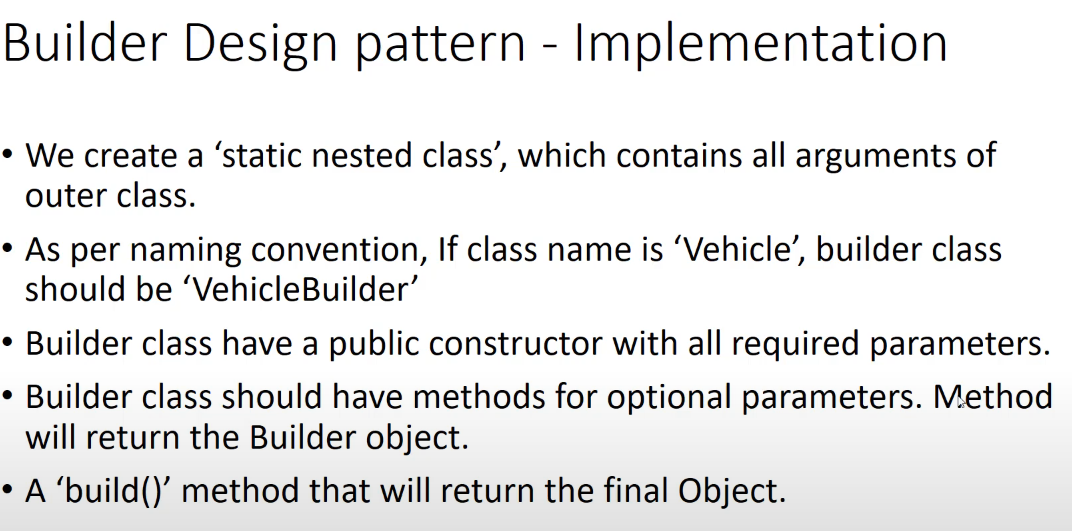 Builder Design pattern - Implementation
• We create a ‘static nested class’, which contains all arguments of
outer class.
• As per naming convention, If class name is ‘Vehicle’, builder class
should be ‘VehicleBuilder’
• Builder class have a public constructor with all required parameters.
• Builder class should have methods for optional parameters. Method
will return the Builder object.
• A ‘build()’ method that will return the final Object.